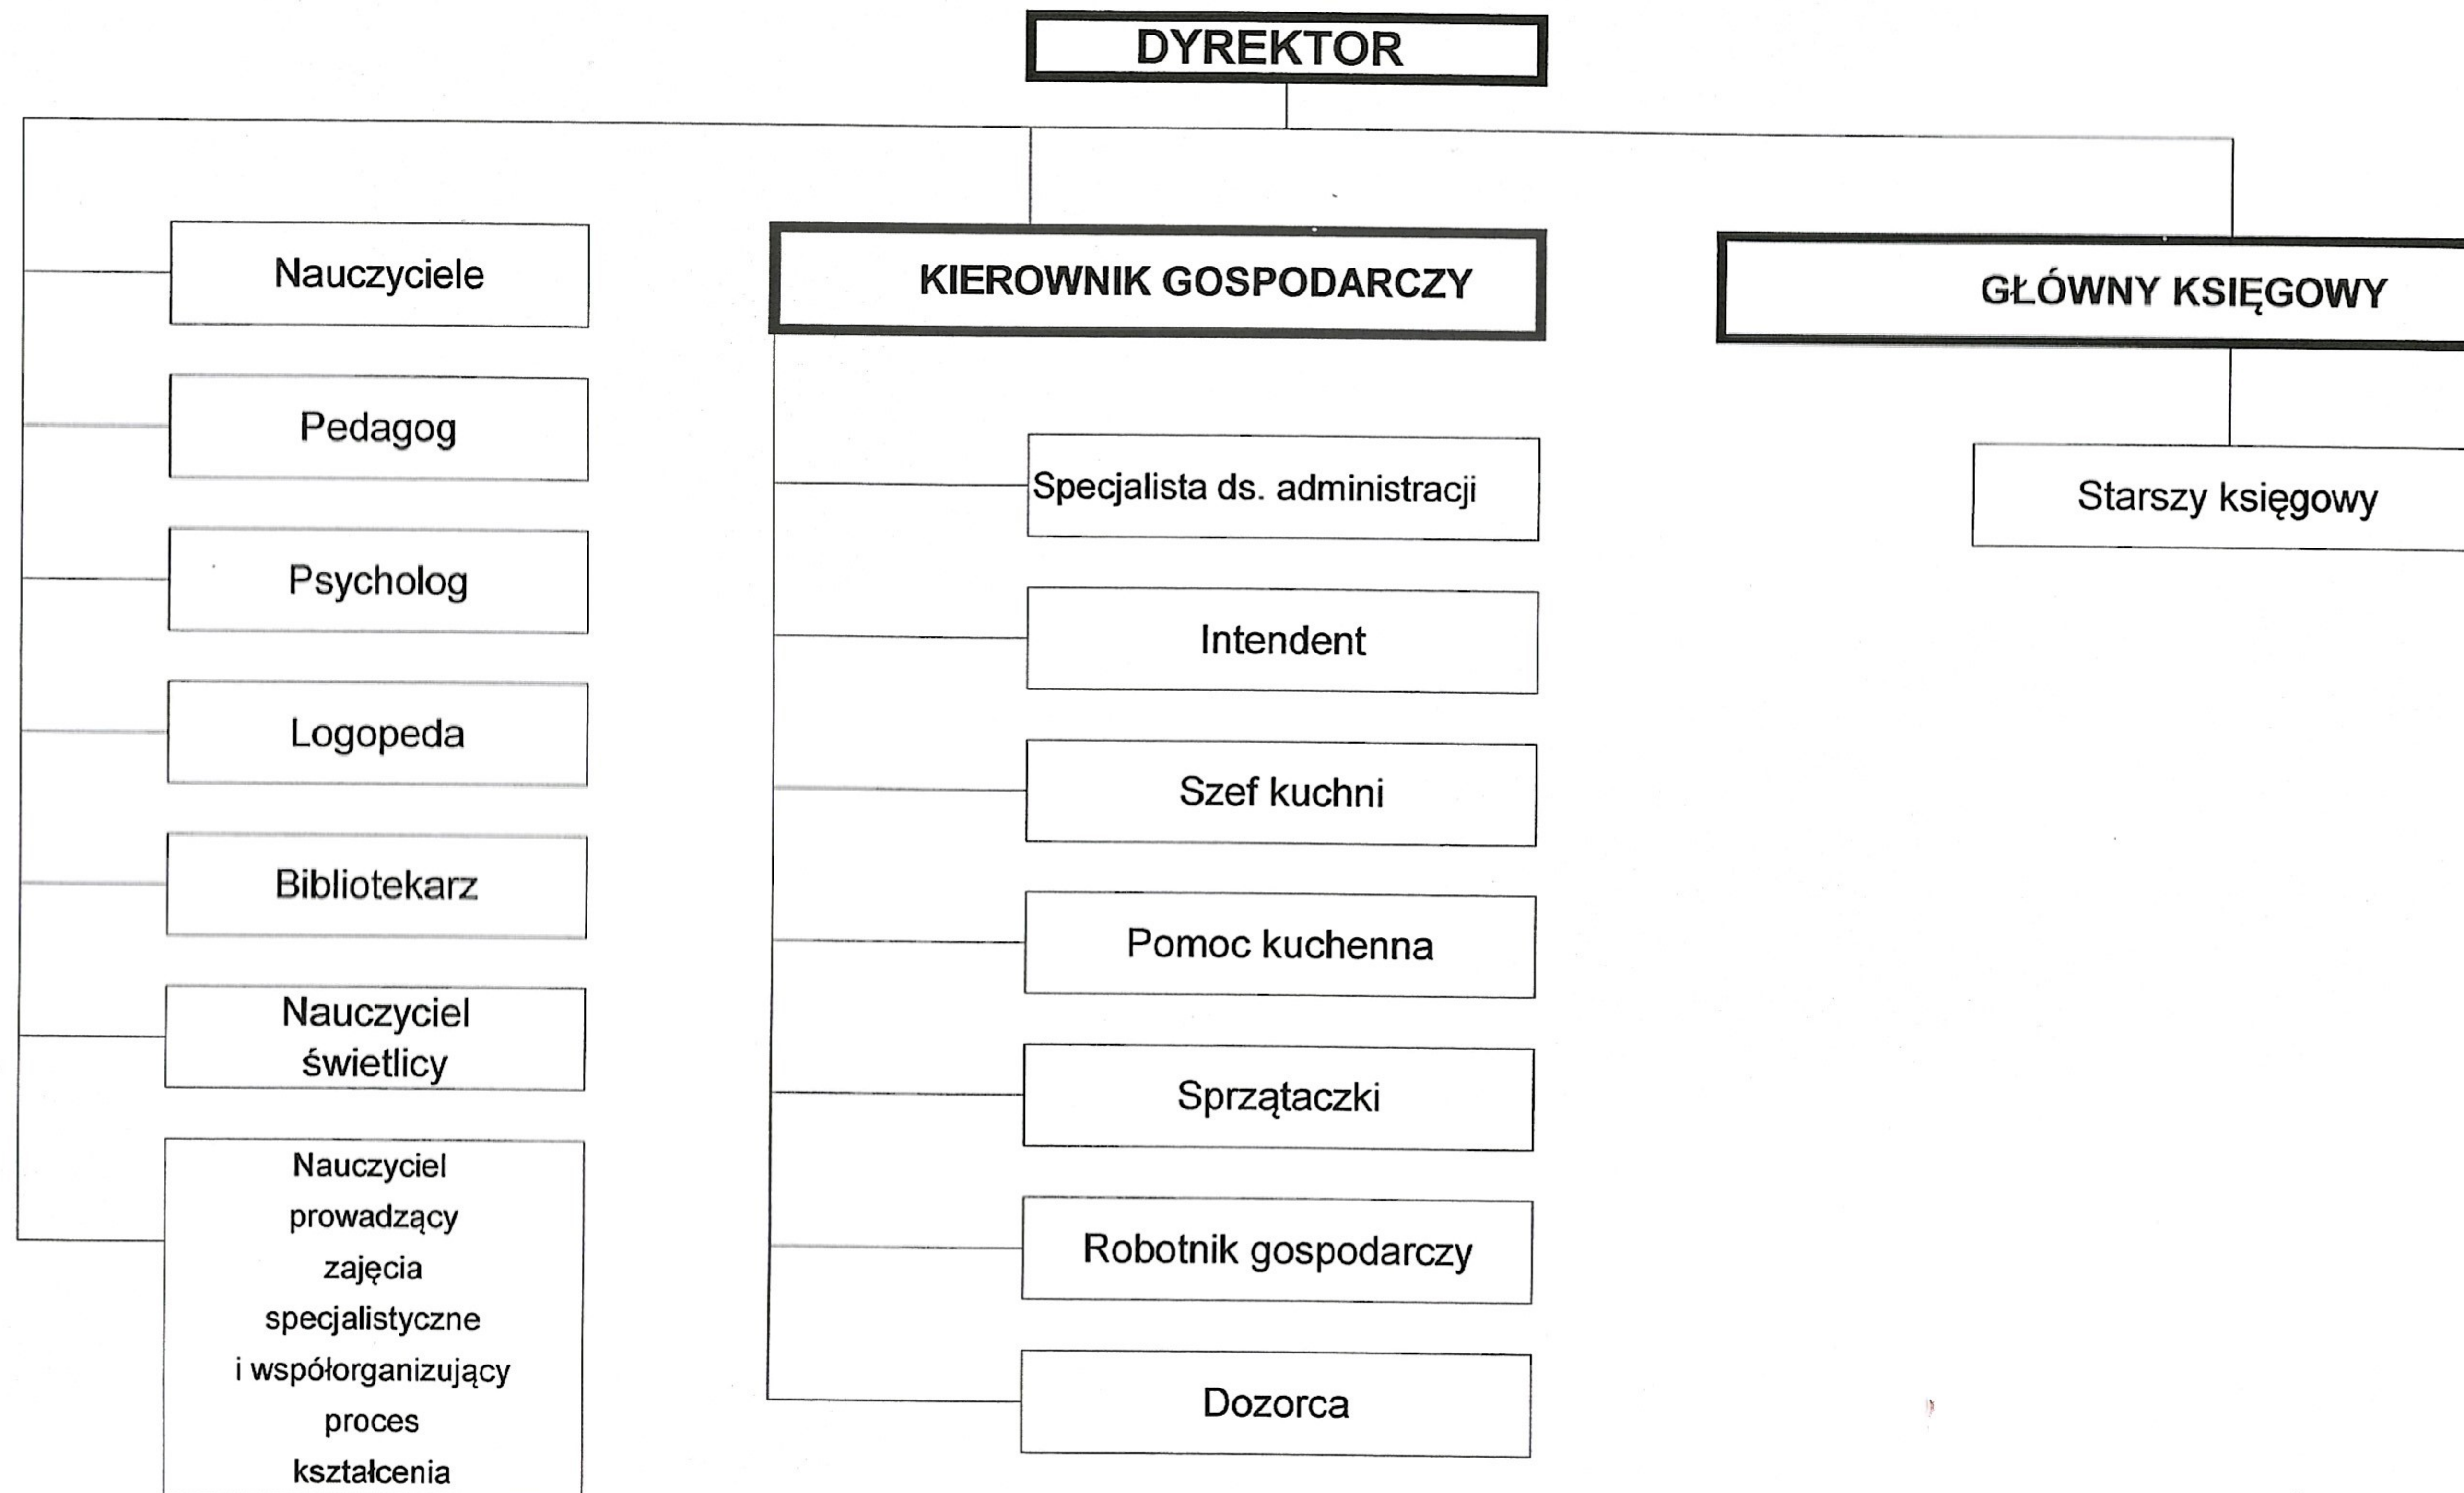 DYREKTOR
Nauczyciele
Pedagog
Psycholog
Logopeda
Bibliotekarz
Nauczyciel
świetlicy
Nauczyciel
prowadzący
zajęcia
specjalistyczne
i współorganizujący
proces
kształcenia
KIEROWNIK GOSPODARCZY
Specjalista ds. administracji
Intendent
Szef kuchni
Pomoc kuchenna
Sprzątaczki
Robotnik gospodarczy
Dozorca
GŁÓWNY KSIĘGOWY
Starszy księgowy